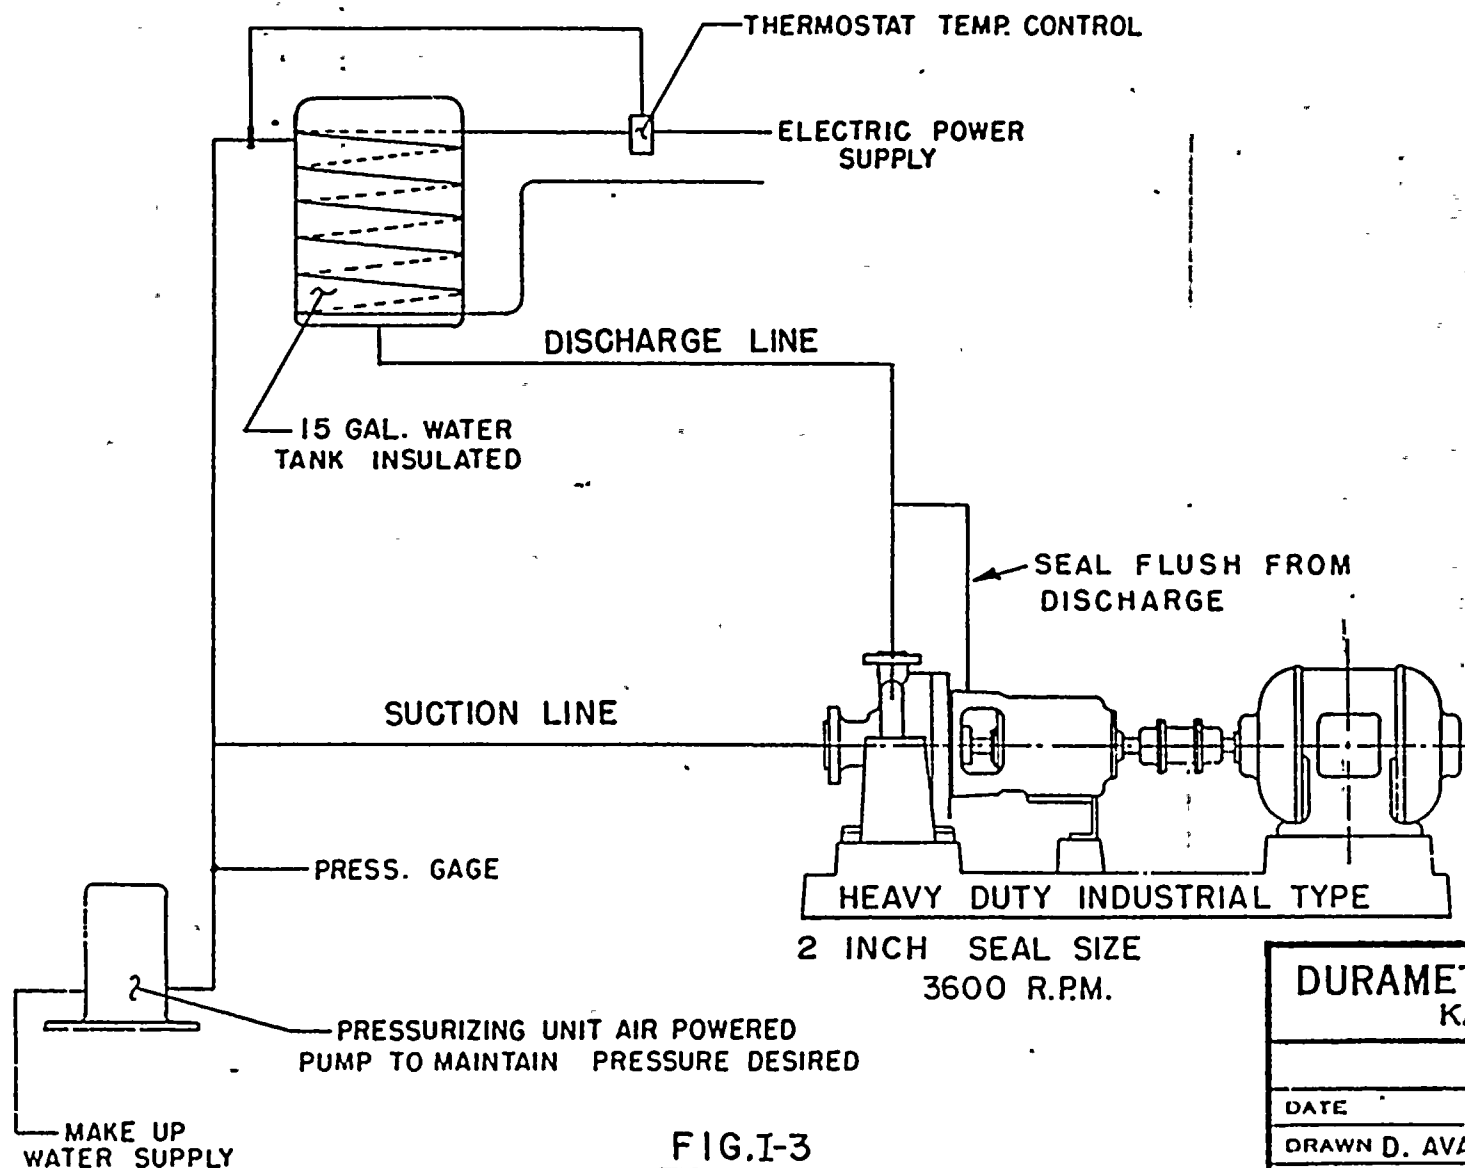 THERMOSTAT TEMP. CONTROL
ELECTRIC POWER
SUPPLY
DISCHARGE LINE
15 GAL. WATER
TANK INSULATED
SEAL FLUSH FROM
DISCHARGE
SUCTION LINE
PRESS. GAGE
HEAVY DUTY INDUSTRIAL TYPE
2 INCH SEAL SIZE
3600 R.P.M.
PRESSURIZING UNIT AIR POWERED
PUMP TO MAINTAIN PRESSURE DESIRED
MAKE UP
WATER SUPPLY
FIG.I-3
DATE
DRAWN D.